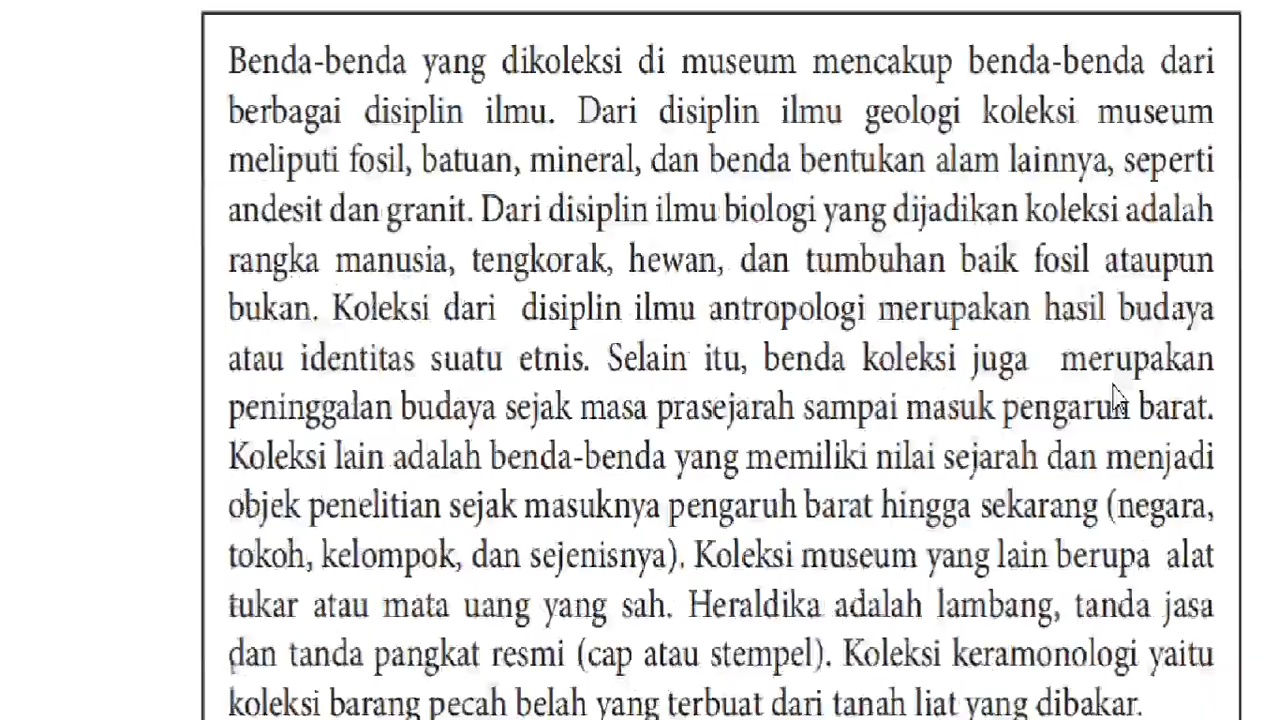 Benda-benda yang dikoleksi di museum mencakup benda-benda dari
berbagai disiplin ilmu. Dari disiplin ilmu geologi koleksi museum
meliputi fosil, batuan, mineral, dan benda bentukan alam lainnya, seperti
andesit dan granit. Dari disiplin ilmu biologi yang dijadikan koleksi adalah
rangka manusia, tengkorak, hewan, dan tumbuhan baik fosil ataupun
bukan. Koleksi dari disiplin ilmu antropologi merupakan hasil budaya
atau identitas suatu etnis. Selain itu, benda koleksi juga merupakan
peninggalan budaya sejak masa prasejarah sampai masuk pengaruh barat.
Koleksi lain adalah benda-benda yang memiliki nilai sejarah dan menjadi
objek penelitian sejak masuknya pengaruh barat hingga sekarang (negara,
tokoh, kelompok, dan sejenisnya). Koleksi museum yang lain berupa alat
tukar atau mata uang yang sah. Heraldika adalah lambang, tanda jasa
dan tanda pangkat resmi (cap atau stempel). Koleksi keramonologi yaitu
koleksi barang pecah belah yang terbuat dari tanah liat yang dibakar.